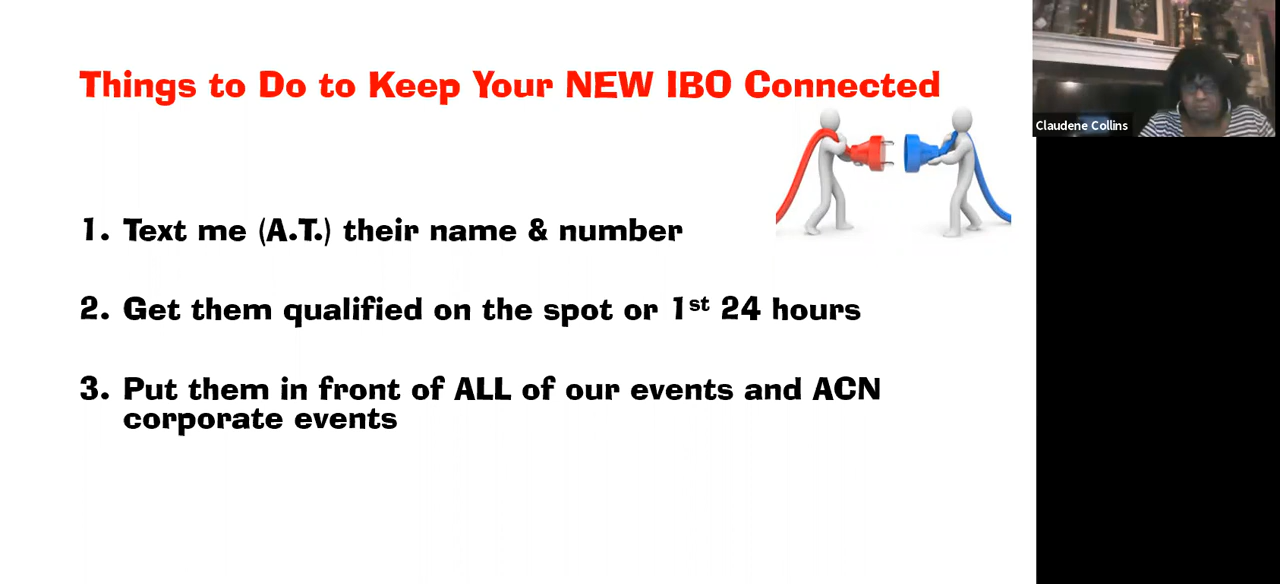 Things to Do to Keep Your NEW IBO Connected
Claudene Collins
1. Text me (A.T.) their name & number
2. Get them qualified on the spot or 1st 24 hours
3. Put them in front of ALL of our events and ACN
corporate events